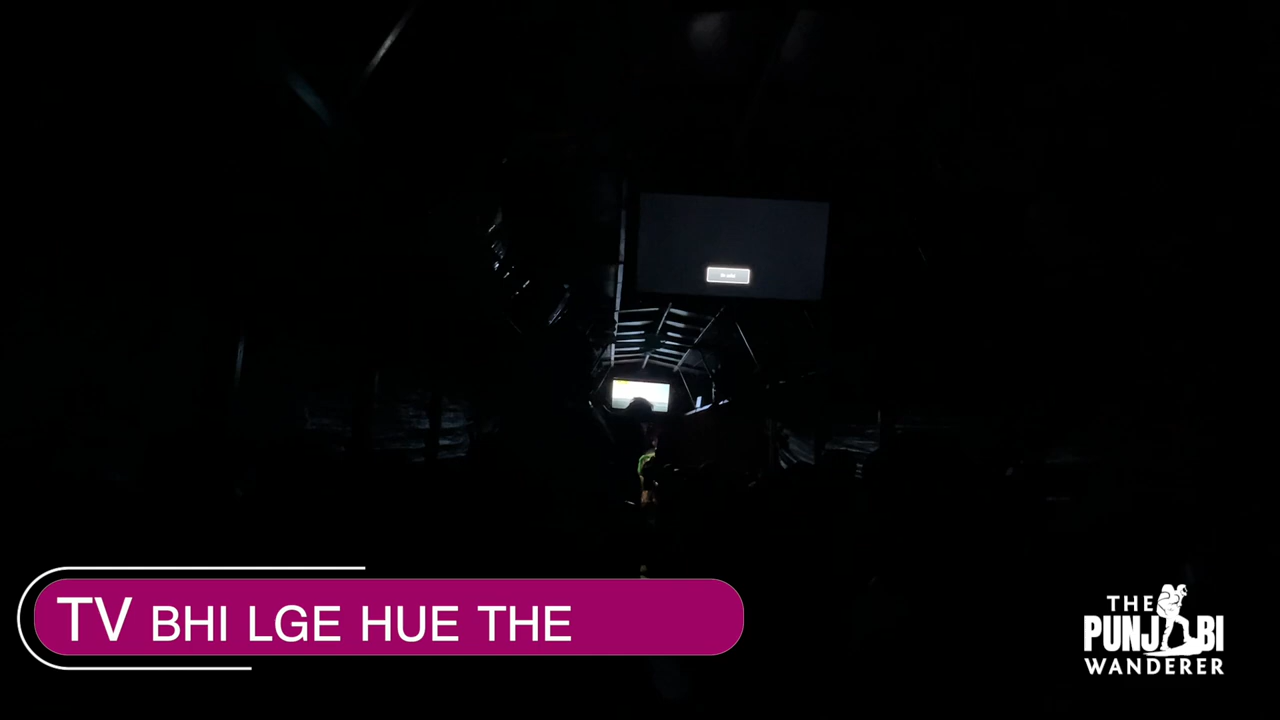 TV BHI LGE HUE THE
THE
PUNJABI
WANDERER